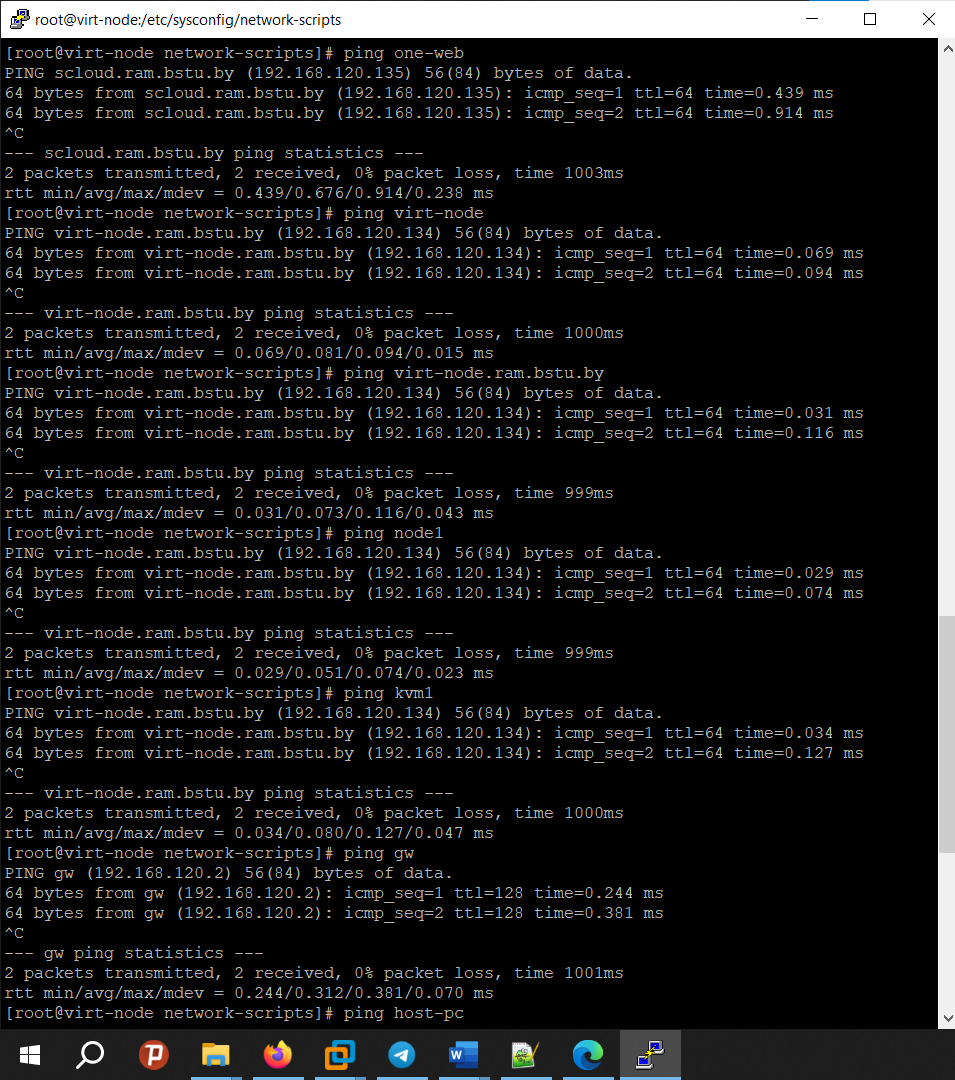 root@virt-node:/etc/sysconfig/network-scripts
[root@virt-node network-scripts]# ping one-web
PING scloud.ram.bstu.by (192.168.120.135) 56(84) bytes of data.
64 bytes from scloud.ram.bstu.by (192.168.120.135): icmp_seq=1 ttl=64 time=0.439 ms
64 bytes from scloud.ram.bstu.by (192.168.120.135): icmp_seq=2 ttl=64 time=0.914 ms
^C
--- scloud.ram.bstu.by ping statistics ---
2 packets transmitted, 2 received, 0% packet loss, time 1003ms
rtt min/avg/max/mdev = 0.439/0.676/0.914/0.238 ms
[root@virt-node network-scripts]# ping virt-node
PING virt-node.ram.bstu.by (192.168.120.134) 56(84) bytes of data.
64 bytes from virt-node.ram.bstu.by (192.168.120.134): icmp_seq=1 ttl=64 time=0.069 ms
64 bytes from virt-node.ram.bstu.by (192.168.120.134): icmp_seq=2 ttl=64 time=0.094 ms
^C
--- virt-node.ram.bstu.by ping statistics ---
2 packets transmitted, 2 received, 0% packet loss, time 1000ms
rtt min/avg/max/mdev = 0.069/0.081/0.094/0.015 ms
[root@virt-node network-scripts]# ping virt-node.ram.bstu.by
PING virt-node.ram.bstu.by (192.168.120.134) 56(84) bytes of data.
64 bytes from virt-node.ram.bstu.by (192.168.120.134): icmp_seq=1 ttl=64 time=0.031 ms
64 bytes from virt-node.ram.bstu.by (192.168.120.134): icmp_seq=2 ttl=64 time=0.116 ms
^C
--- virt-node.ram.bstu.by ping statistics ---
2 packets transmitted, 2 received, 0% packet loss, time 999ms
rtt min/avg/max/mdev = 0.031/0.073/0.116/0.043 ms
[root@virt-node network-scripts]# ping node1
PING virt-node.ram.bstu.by (192.168.120.134) 56(84) bytes of data.
64 bytes from virt-node.ram.bstu.by (192.168.120.134): icmp_seq=1 ttl=64 time=0.029 ms
64 bytes from virt-node.ram.bstu.by (192.168.120.134): icmp_seq=2 ttl=64 time=0.074 ms
^C
--- virt-node.ram.bstu.by ping statistics ---
2 packets transmitted, 2 received, 0% packet loss, time 999ms
rtt min/avg/max/mdev = 0.029/0.051/0.074/0.023 ms
[root@virt-node network-scripts]# ping kvm1
PING virt-node.ram.bstu.by (192.168.120.134) 56(84) bytes of data.
64 bytes from virt-node.ram.bstu.by (192.168.120.134): icmp_seq=1 ttl=64 time=0.034 ms
64 bytes from virt-node.ram.bstu.by (192.168.120.134): icmp_seq=2 ttl=64 time=0.127 ms
^C
--- virt-node.ram.bstu.by ping statistics ---
2 packets transmitted, 2 received, 0% packet loss, time 1000ms
rtt min/avg/max/mdev = 0.034/0.080/0.127/0.047 ms
[root@virt-node network-scripts]# ping gw
PING gw (192.168.120.2) 56(84) bytes of data.
64 bytes from gw (192.168.120.2): icmp_seq=1 ttl=128 time=0.244 ms
64 bytes from gw (192.168.120.2): icmp_seq=2 ttl=128 time=0.381 ms
^C
--- gw ping statistics ---
2 packets transmitted, 2 received, 0% packet loss, time 1001ms
rtt min/avg/max/mdev = 0.244/0.312/0.381/0.070 ms
[root@virt-node network-scripts]# ping host-pc